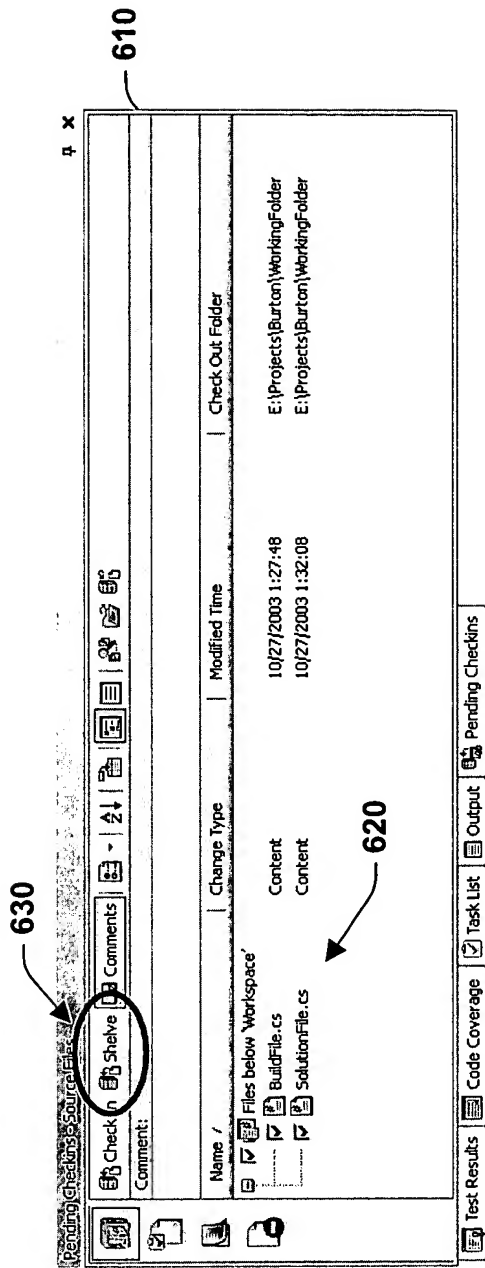 630
610
Pending Checkins - Source Files
Check In Shelve Comments
Comment:
Name / Change Type Modified Time Check Out Folder
Files below 'Workspace'
BuildFile.cs Content 10/27/2003 1:27:48 E:\Projects\Burton\WorkingFolder
SolutionFile.cs Content 10/27/2003 1:32:08 E:\Projects\Burton\WorkingFolder
620
Test Results Code Coverage Task List Output Pending Checkins